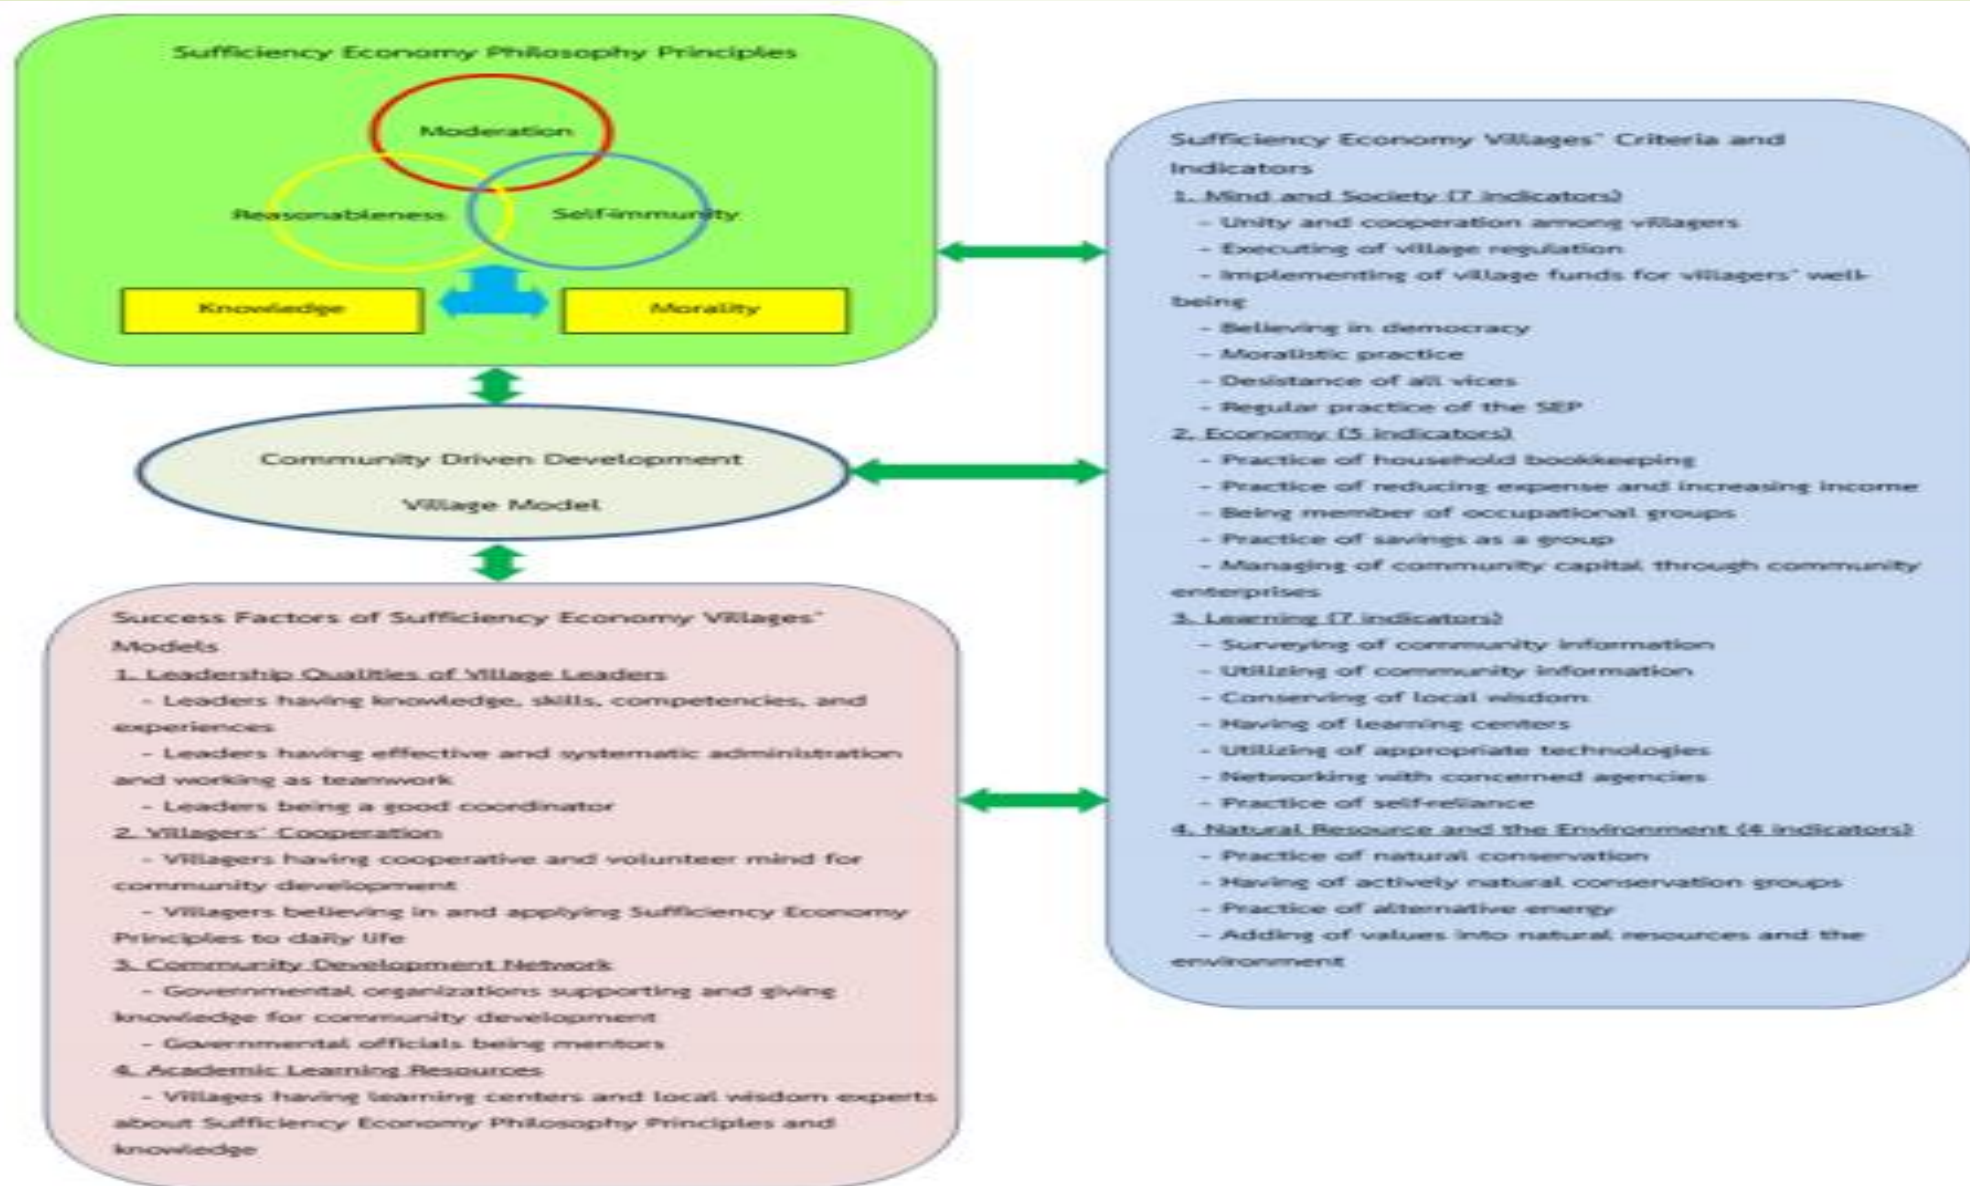 Sufficiency Economy Philosophy Principles
Moderation
Reasonableness
Self-immunity
Knowledge
Morality
Community Driven Development
Village Model
Success Factors of Sufficiency Economy Villages'
Models
1. Leadership Qualities of Village Leaders
- Leaders having knowledge, skills, competencies, and
experiences
- Leaders having effective and systematic administration
and working as teamwork
- Leaders being a good coordinator
2. Villagers' Cooperation
- Villagers having cooperative and volunteer mind for
community development
- Villagers believing in and applying Sufficiency Economy
Principles to daily life
3. Community Development Network
- Governmental organizations supporting and giving
knowledge for community development
- Governmental officials being mentors
4. Academic Learning Resources
- Villages having learning centers and local wisdom experts
about Sufficiency Economy Philosophy Principles and
knowledge
Sufficiency Economy Villages' Criteria and
Indicators
1. Mind and Society (7 indicators)
- Unity and cooperation among villagers
- Executing of village regulation
- Implementing of village funds for villagers' well-
being
- Believing in democracy
- Moralistic practice
- Desistance of all vices
- Regular practice of the SEP
2. Economy (5 indicators)
- Practice of household bookkeeping
- Practice of reducing expense and increasing income
- Being member of occupational groups
- Practice of savings as a group
- Managing of community capital through community
enterprises
3. Learning (7 indicators)
- Surveying of community information
- Utilizing of community information
- Conserving of local wisdom
- Having of learning centers
- Utilizing of appropriate technologies
- Networking with concerned agencies
- Practice of self-reliance
4. Natural Resource and the Environment (4 indicators)
- Practice of natural conservation
- Having of actively natural conservation groups
- Practice of alternative energy
- Adding of values into natural resources and the
environment